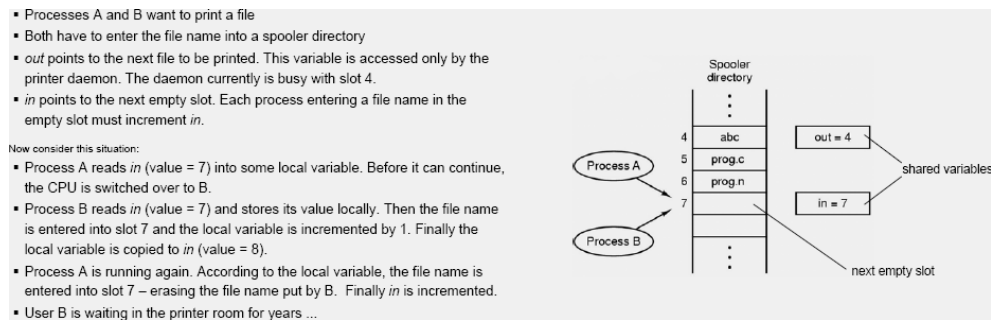 ▪ Processes A and B want to print a file
▪ Both have to enter the file name into a spooler directory
▪ out points to the next file to be printed. This variable is accessed only by the
printer daemon. The daemon currently is busy with slot 4.
▪ in points to the next empty slot. Each process entering a file name in the
empty slot must increment in.
Now consider this situation:
▪ Process A reads in (value = 7) into some local variable. Before it can continue,
the CPU is switched over to B.
▪ Process B reads in (value = 7) and stores its value locally. Then the file name
is entered into slot 7 and the local variable is incremented by 1. Finally the
local variable is copied to in (value = 8).
▪ Process A is running again. According to the local variable, the file name is
entered into slot 7 – erasing the file name put by B. Finally in is incremented.
▪ User B is waiting in the printer room for years ...
Spooler
directory
4 abc out = 4
5 prog.c
Process A
shared variables
6 prog.n
7 in = 7
Process B
next empty slot